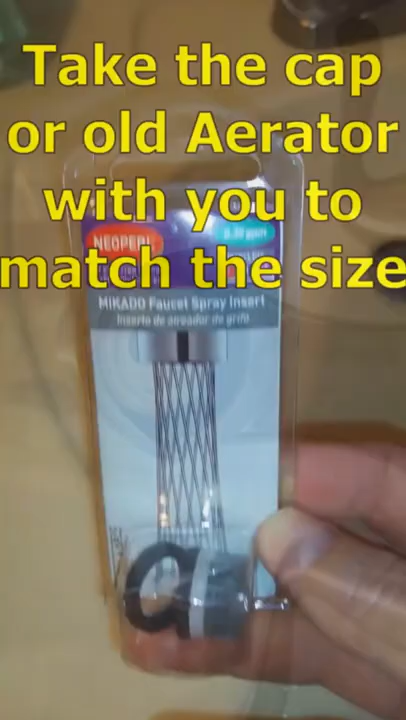 Take the cap
or old Aerator
with you to
match the size
NEOPERL
MIKADO Faucet Spray Insert
Inserto de aireador de grifo